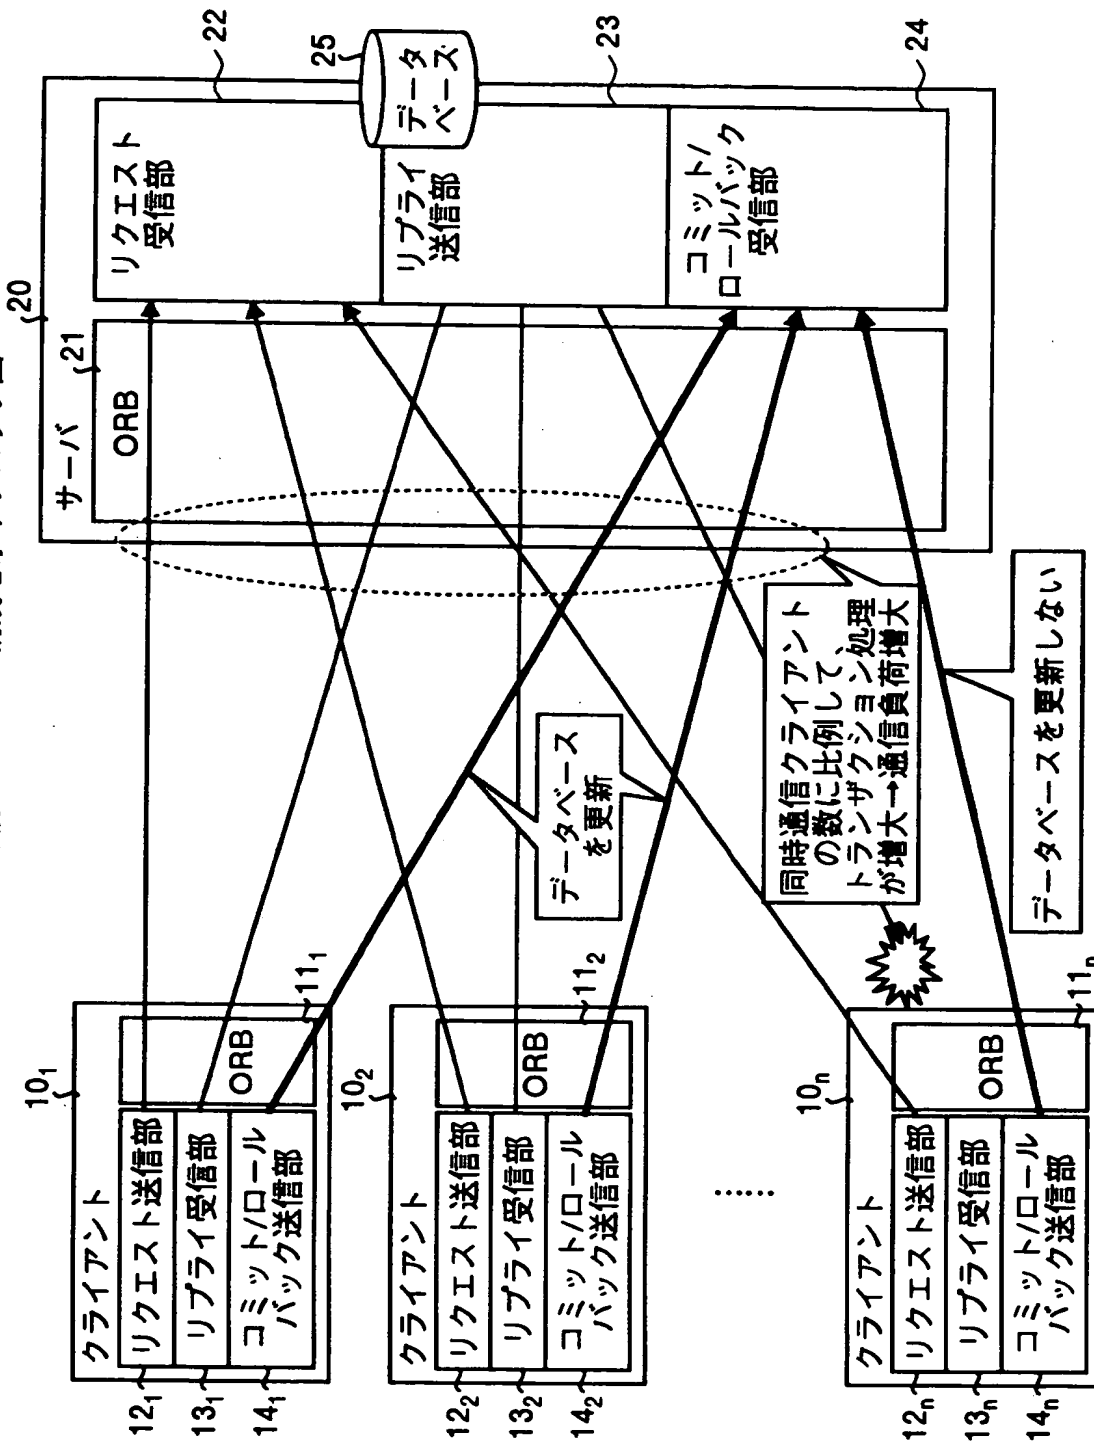 20
サーバ
21
ORB
リクエスト
受信部
22
リプライ
送信部
23
データ
ベース
25
コミット/
ロールバック
受信部
24
データベース
を更新
同時通信クライアント
の数に比例して、
トランザクション処理
が増大→通信負荷増大
データベースを更新しない
10₁
クライアント
12₁
リクエスト送信部
13₁
リプライ受信部
14₁
コミット/ロール
バック送信部
ORB
11₁
10₂
クライアント
12₂
リクエスト送信部
13₂
リプライ受信部
14₂
コミット/ロール
バック送信部
ORB
11₂
……
10ₙ
クライアント
12ₙ
リクエスト送信部
13ₙ
リプライ受信部
14ₙ
コミット/ロール
バック送信部
ORB
11ₙ